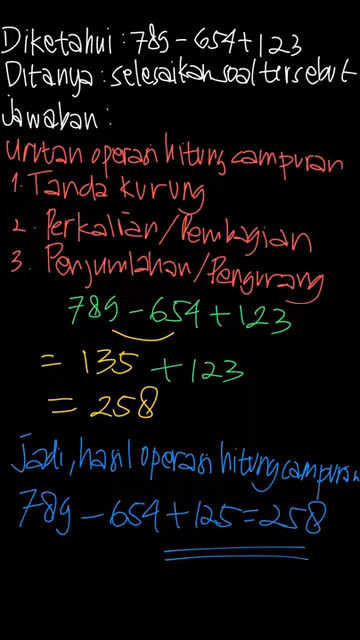 Diketahui : 789 - 654 + 123
Ditanya : selesaikan soal tersebut
Jawaban :
Urutan operasi hitung campuran
1. Tanda kurung
2. Perkalian/Pembagian
3. Penjumlahan/Pengurang
789 - 654 + 123
= 135 + 123
= 258
Jadi, hasil operasi hitung campuran
789 - 654 + 125 = 258